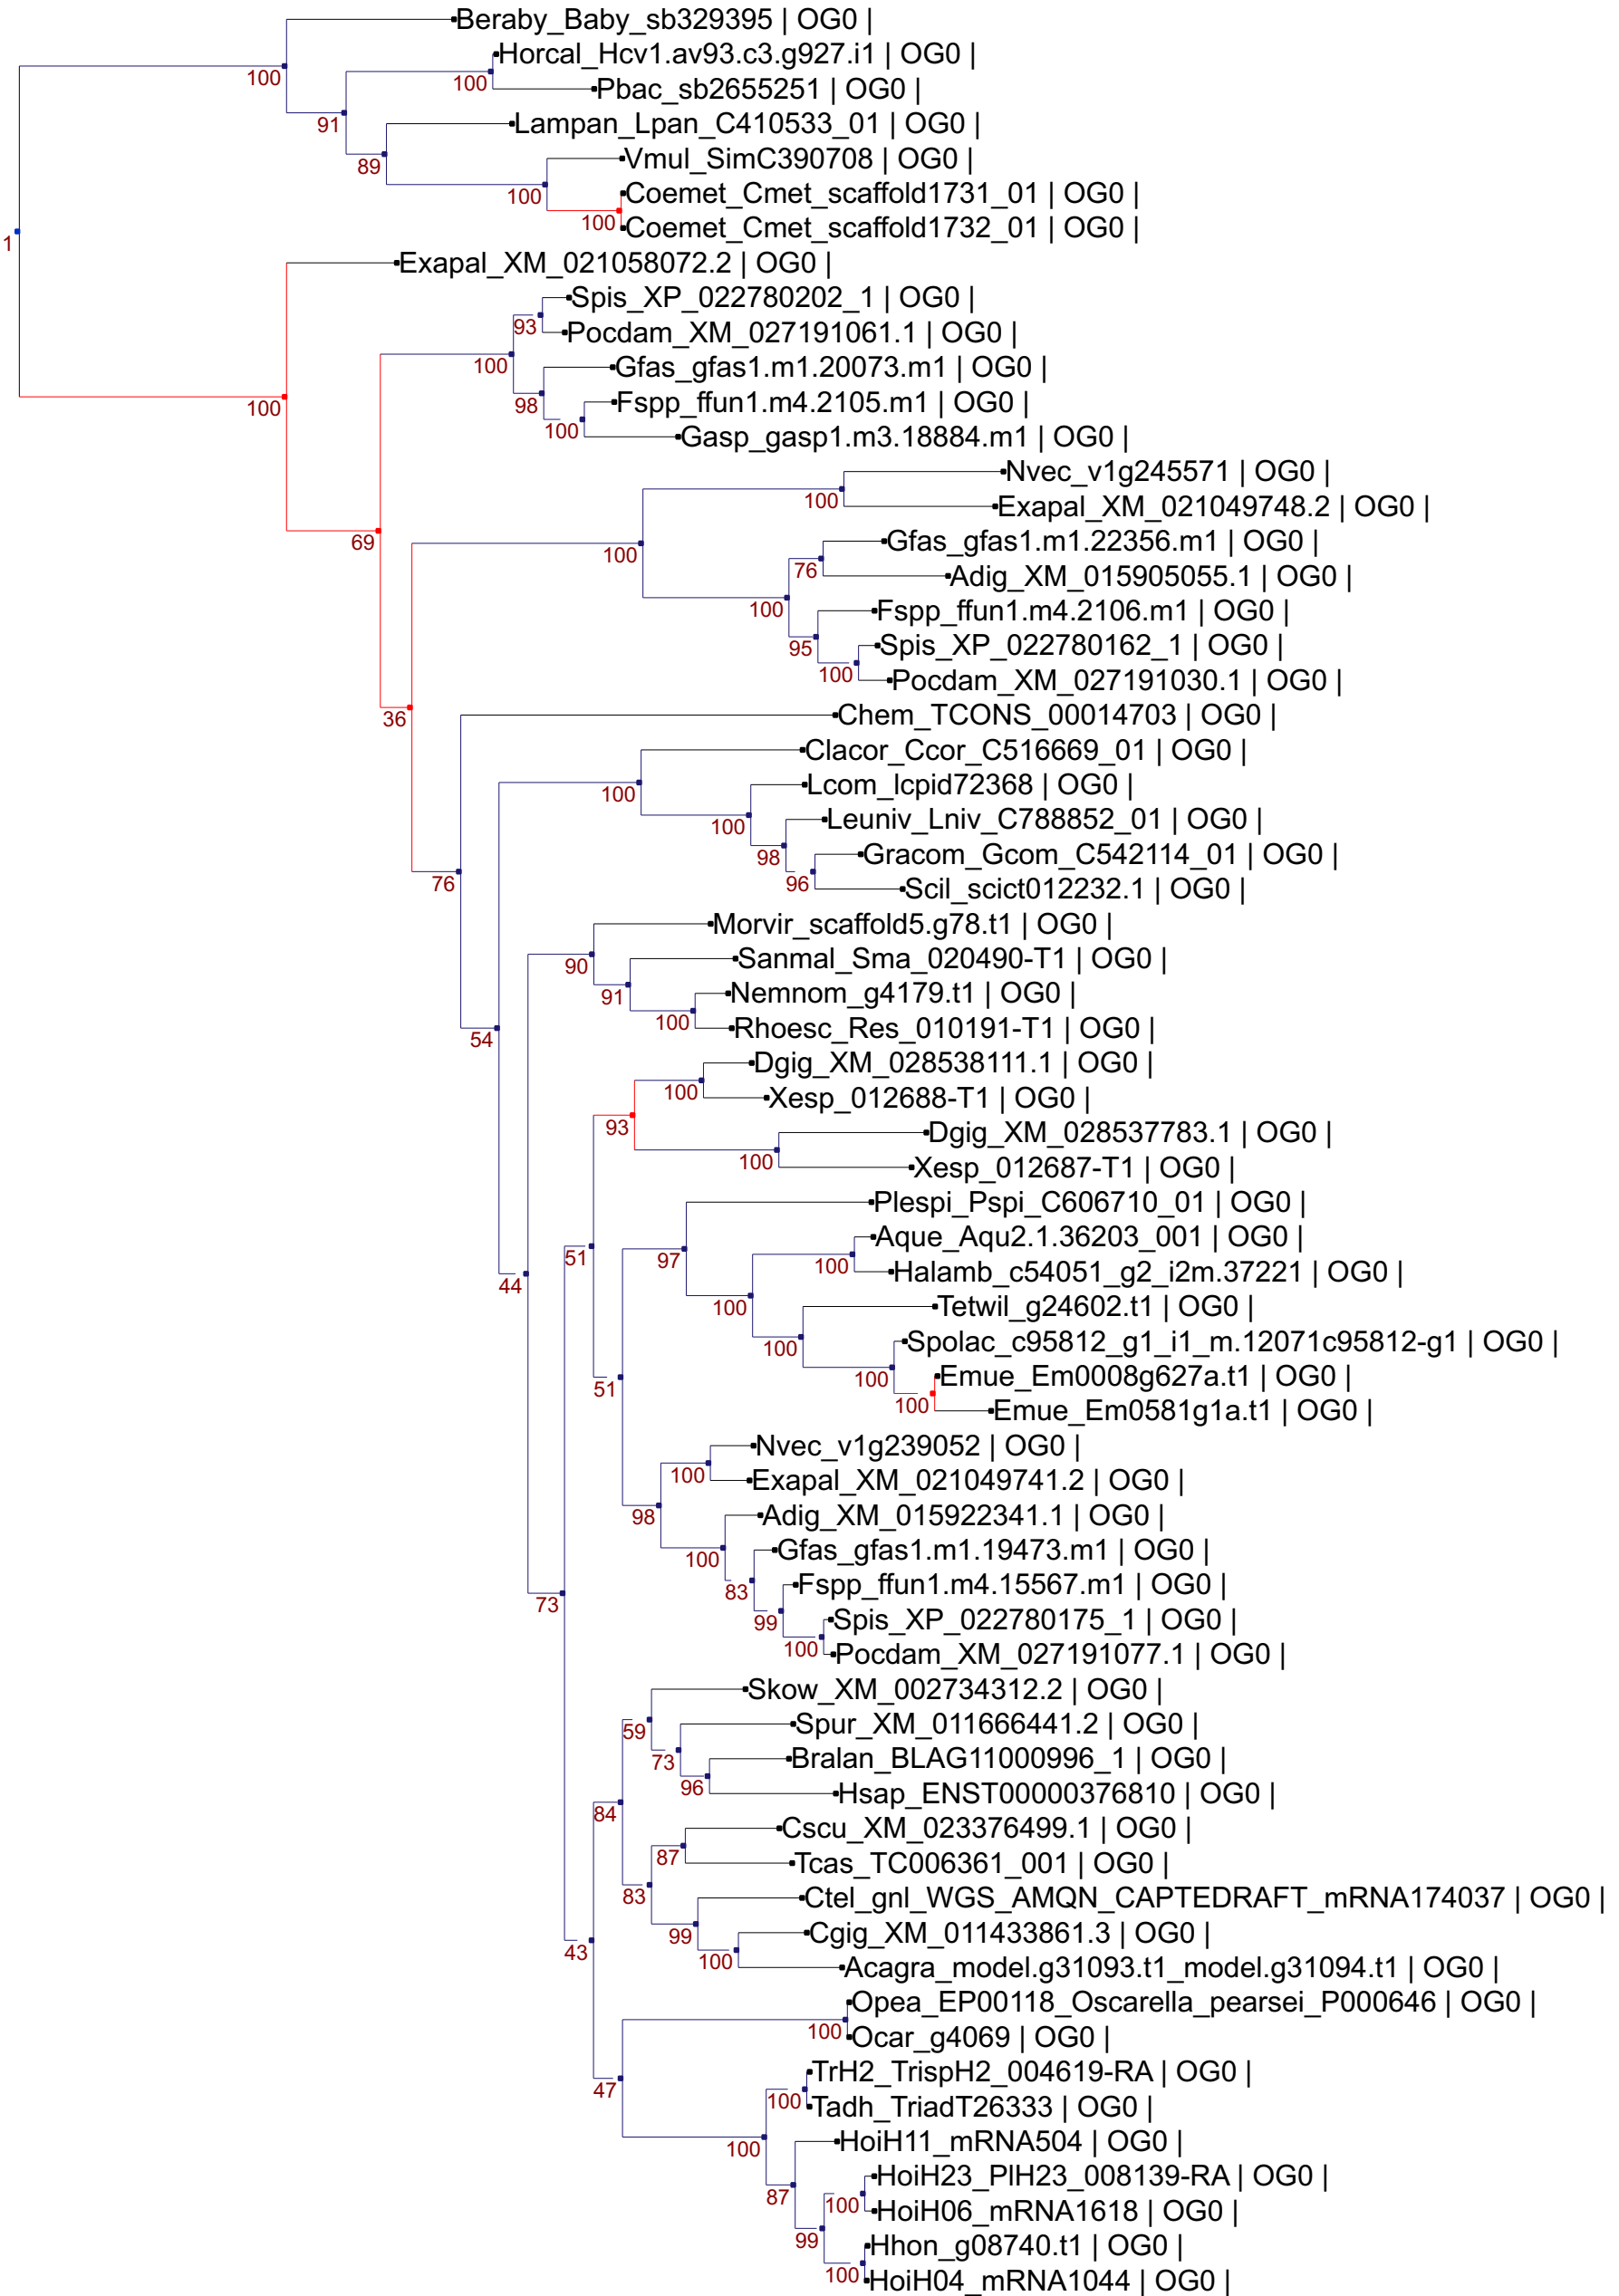 Beraby_Baby_sb329395 | OG0 |
Horcal_Hcv1.av93.c3.g927.i1 | OG0 |
100
100
Pbac_sb2655251 | OG0 |
91
Lampan_Lpan_C410533_01 | OG0 |
89
Vmul_SimC390708 | OG0 |
100
Coemet_Cmet_scaffold1731_01 | OG0 |
100
Coemet_Cmet_scaffold1732_01 | OG0 |
1
Exapal_XM_021058072.2 | OG0 |
Spis_XP_022780202_1 | OG0 |
93
Pocdam_XM_027191061.1 | OG0 |
100
Gfas_gfas1.m1.20073.m1 | OG0 |
98
Fspp_ffun1.m4.2105.m1 | OG0 |
100
100
Gasp_gasp1.m3.18884.m1 | OG0 |
Nvec_v1g245571 | OG0 |
100
Exapal_XM_021049748.2 | OG0 |
69
Gfas_gfas1.m1.22356.m1 | OG0 |
100
76
Adig_XM_015905055.1 | OG0 |
100
Fspp_ffun1.m4.2106.m1 | OG0 |
95
Spis_XP_022780162_1 | OG0 |
100
Pocdam_XM_027191030.1 | OG0 |
36
Chem_TCONS_00014703 | OG0 |
Clacor_Ccor_C516669_01 | OG0 |
100
Lcom_lcpid72368 | OG0 |
100
Leuniv_Lniv_C788852_01 | OG0 |
98
Gracom_Gcom_C542114_01 | OG0 |
76
96
Scil_scict012232.1 | OG0 |
Morvir_scaffold5.g78.t1 | OG0 |
90
Sanmal_Sma_020490-T1 | OG0 |
91
Nemnom_g4179.t1 | OG0 |
100
Rhoesc_Res_010191-T1 | OG0 |
54
Dgig_XM_028538111.1 | OG0 |
100
Xesp_012688-T1 | OG0 |
93
Dgig_XM_028537783.1 | OG0 |
100
Xesp_012687-T1 | OG0 |
Plespi_Pspi_C606710_01 | OG0 |
51
97
Aque_Aqu2.1.36203_001 | OG0 |
100
Halamb_c54051_g2_i2m.37221 | OG0 |
44
100
Tetwil_g24602.t1 | OG0 |
100
Spolac_c95812_g1_i1_m.12071c95812-g1 | OG0 |
51
100
Emue_Em0008g627a.t1 | OG0 |
100
Emue_Em0581g1a.t1 | OG0 |
Nvec_v1g239052 | OG0 |
100
Exapal_XM_021049741.2 | OG0 |
98
Adig_XM_015922341.1 | OG0 |
100
Gfas_gfas1.m1.19473.m1 | OG0 |
83
Fspp_ffun1.m4.15567.m1 | OG0 |
73
99
Spis_XP_022780175_1 | OG0 |
100
Pocdam_XM_027191077.1 | OG0 |
Skow_XM_002734312.2 | OG0 |
59
Spur_XM_011666441.2 | OG0 |
73
Bralan_BLAG11000996_1 | OG0 |
96
Hsap_ENST00000376810 | OG0 |
84
Cscu_XM_023376499.1 | OG0 |
87
Tcas_TC006361_001 | OG0 |
83
Ctel_gnl_WGS_AMQN_CAPTEDRAFT_mRNA174037 | OG0 |
99
Cgig_XM_011433861.3 | OG0 |
43
100
Acagra_model.g31093.t1_model.g31094.t1 | OG0 |
Opea_EP00118_Oscarella_pearsei_P000646 | OG0 |
100
Ocar_g4069 | OG0 |
TrH2_TrispH2_004619-RA | OG0 |
47
100
Tadh_TriadT26333 | OG0 |
100
HoiH11_mRNA504 | OG0 |
HoiH23_PlH23_008139-RA | OG0 |
87
100
HoiH06_mRNA1618 | OG0 |
99
Hhon_g08740.t1 | OG0 |
100
HoiH04_mRNA1044 | OG0 |